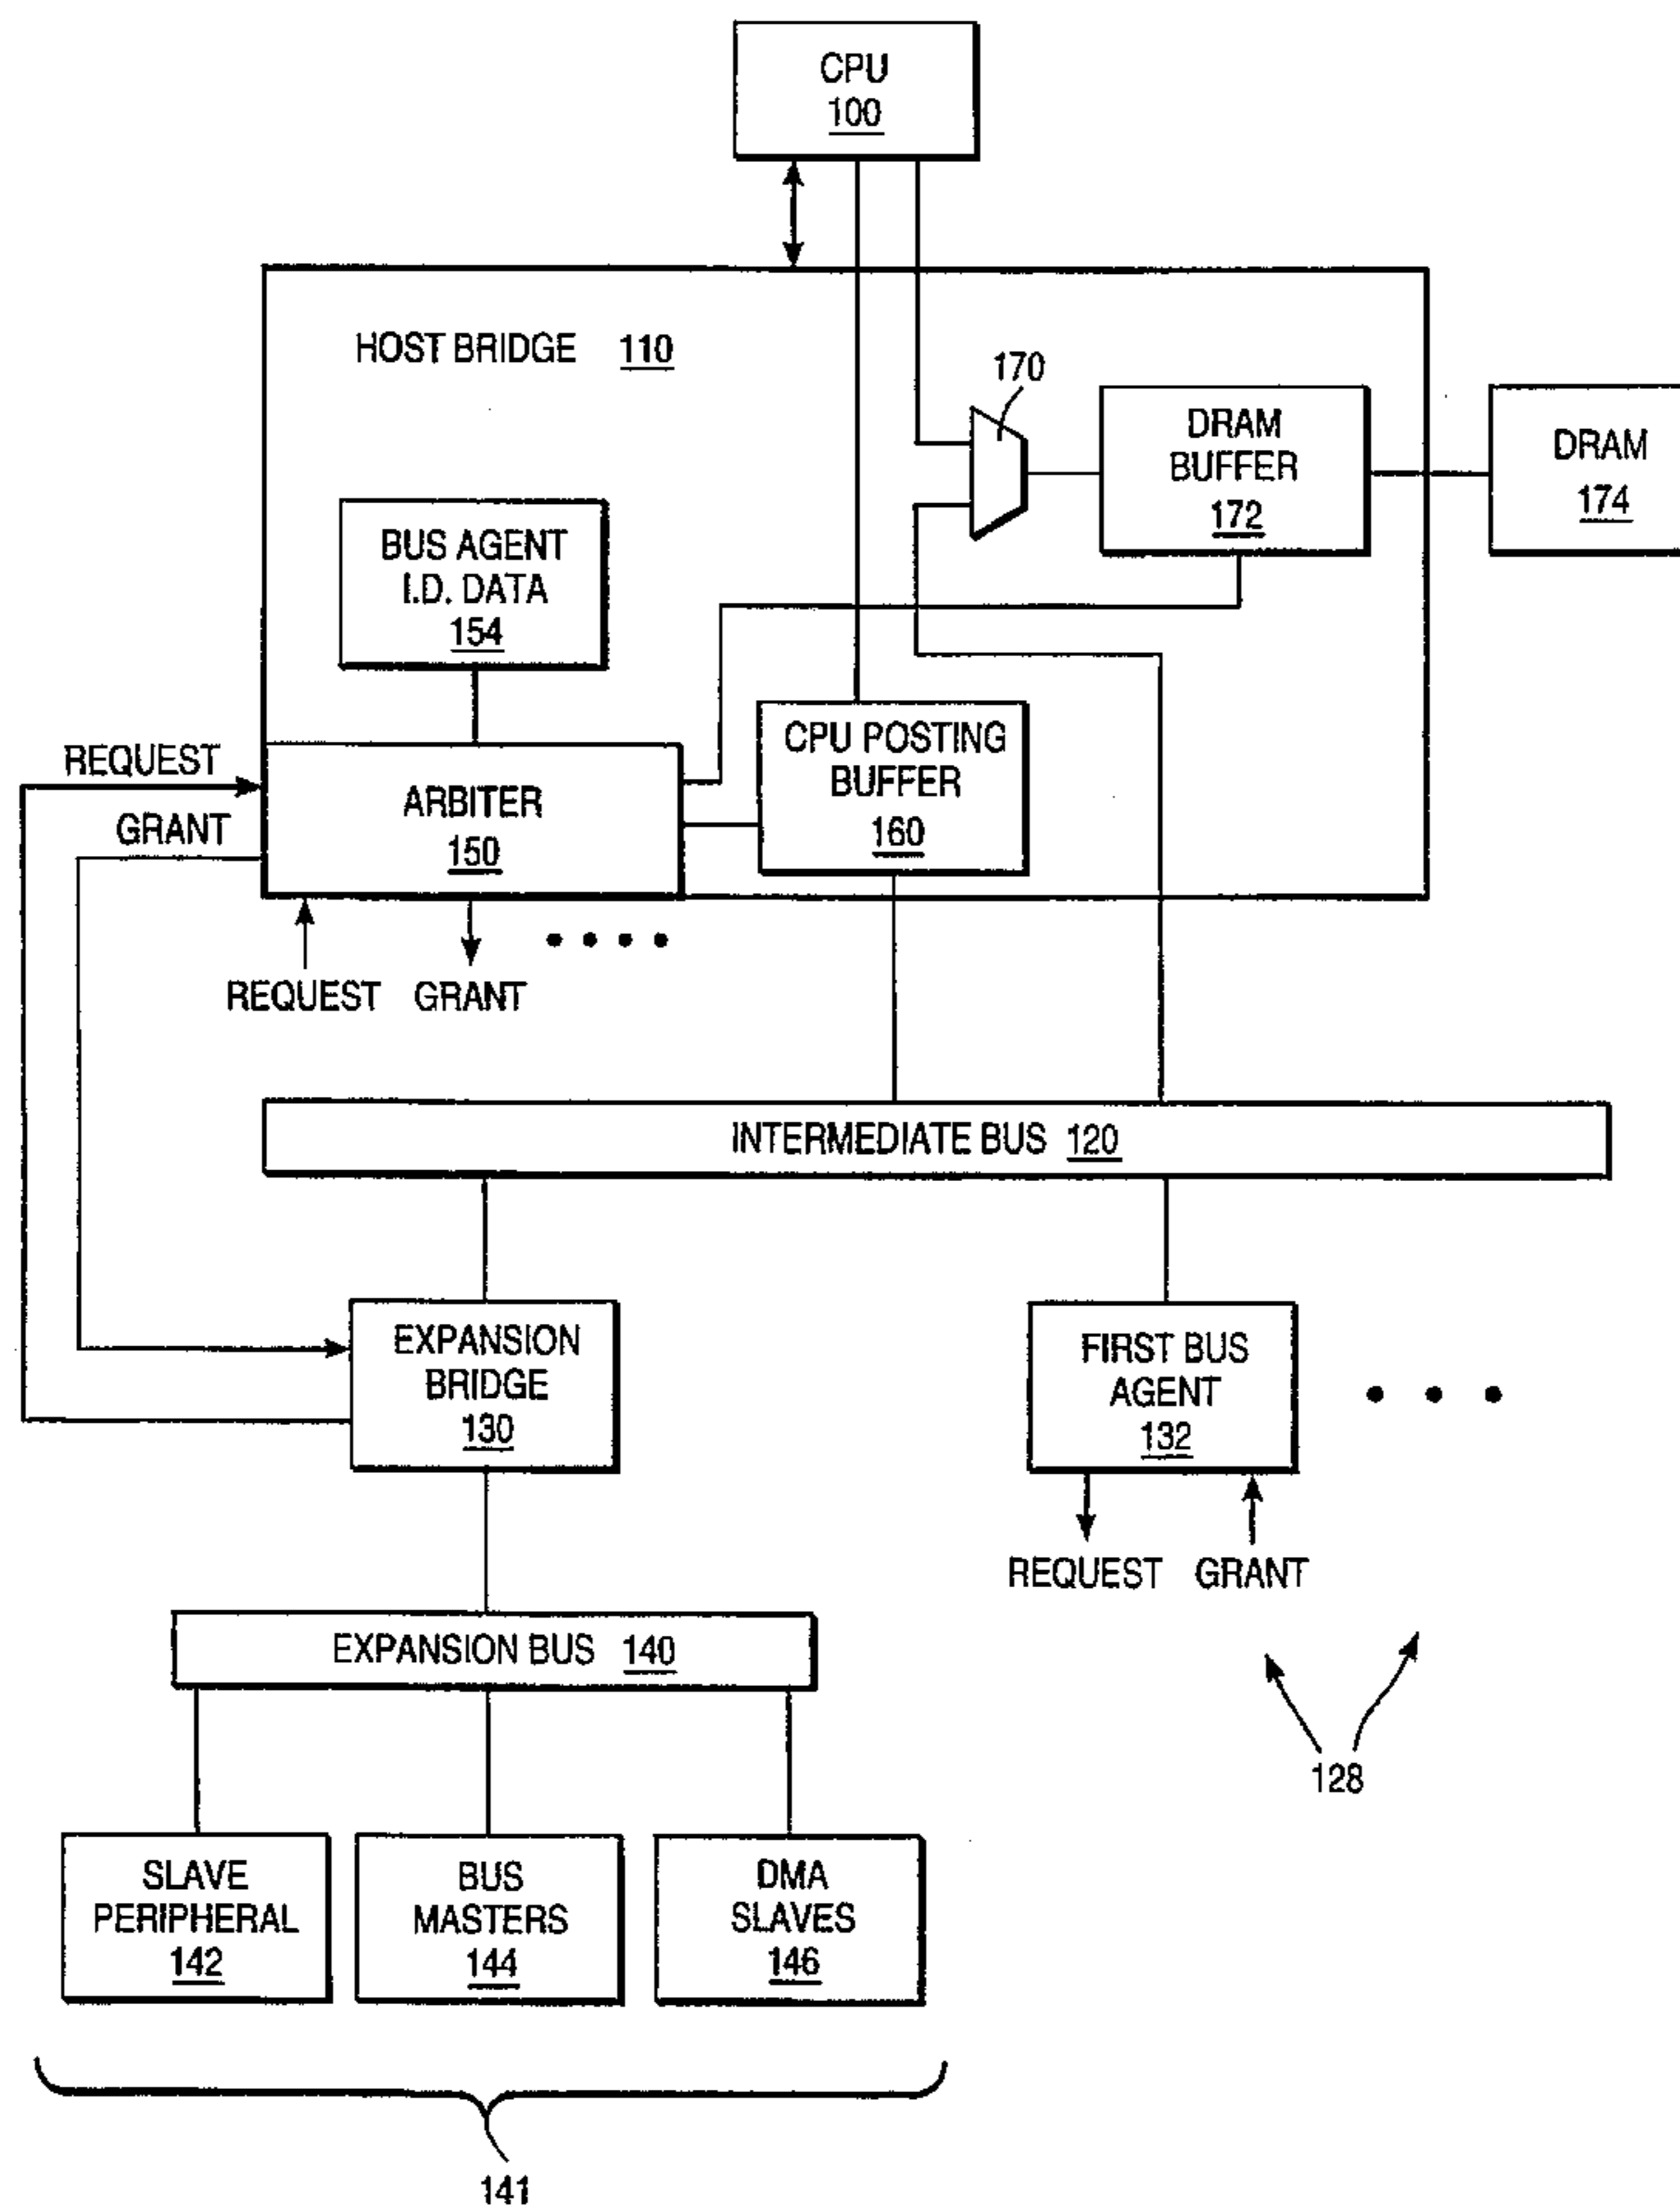 CPU
100
HOST BRIDGE 110
170
DRAM
BUFFER
172
DRAM
174
BUS AGENT
I.D. DATA
154
REQUEST
GRANT
ARBITER
150
CPU POSTING
BUFFER
160
REQUEST GRANT
INTERMEDIATE BUS 120
EXPANSION
BRIDGE
130
FIRST BUS
AGENT
132
REQUEST GRANT
EXPANSION BUS 140
128
SLAVE
PERIPHERAL
142
BUS
MASTERS
144
DMA
SLAVES
146
141